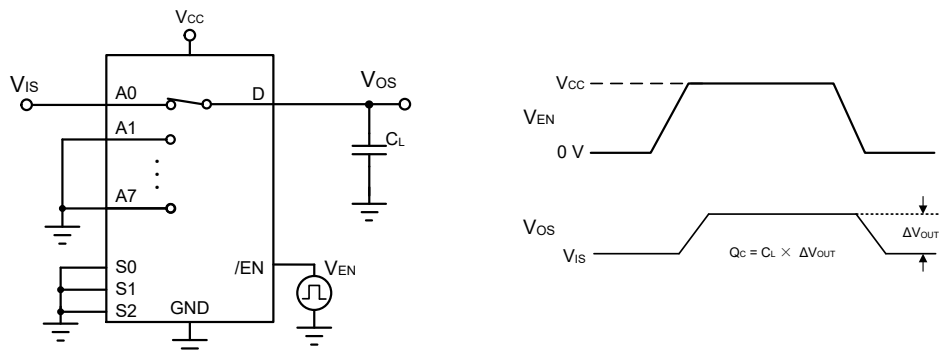 VCC
VIS
A0
D
VOS
A1
CL
A7
S0
S1
S2
/EN
VEN
GND
VCC
VEN
0 V
VOS
VIS
QC = CL × ΔVOUT
ΔVOUT